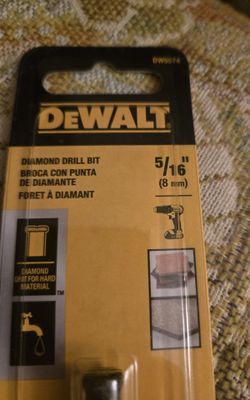 DW5574
DEWALT
DIAMOND DRILL BIT
BROCA CON PUNTA
DE DIAMANTE
FORET À DIAMANT
5/16"
(8 mm)
DIAMOND
GRIT FOR HARD
MATERIAL
TM